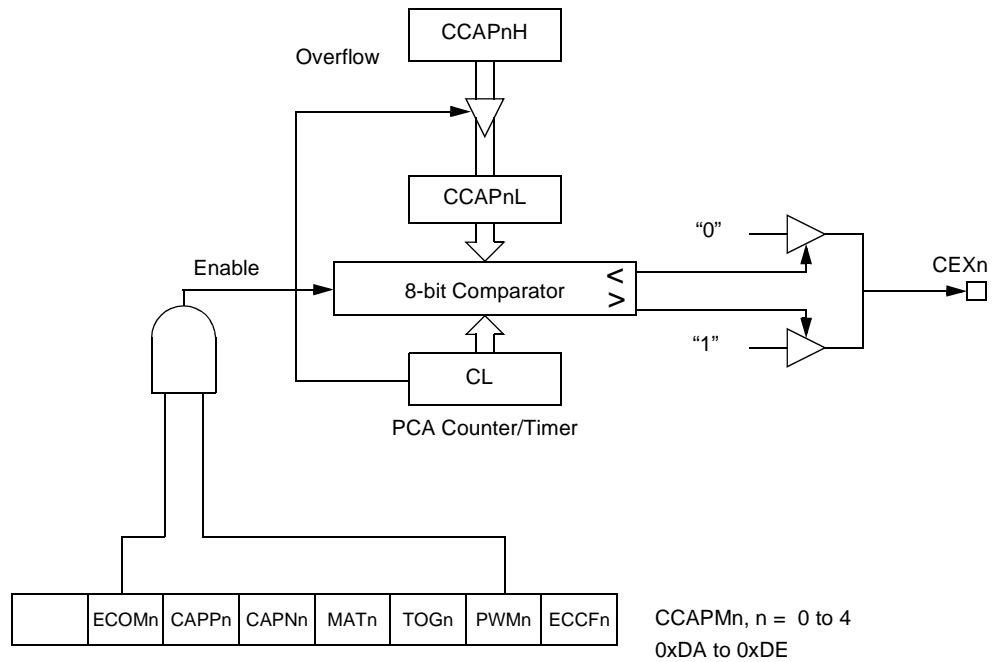 CCAPnH
Overflow
CCAPnL
“0”
Enable
CEXn
8-bit Comparator
<
>
“1”
CL
PCA Counter/Timer
ECOMn CAPPn CAPNn MATn TOGn PWMn ECCFn
CCAPMn, n = 0 to 4
0xDA to 0xDE